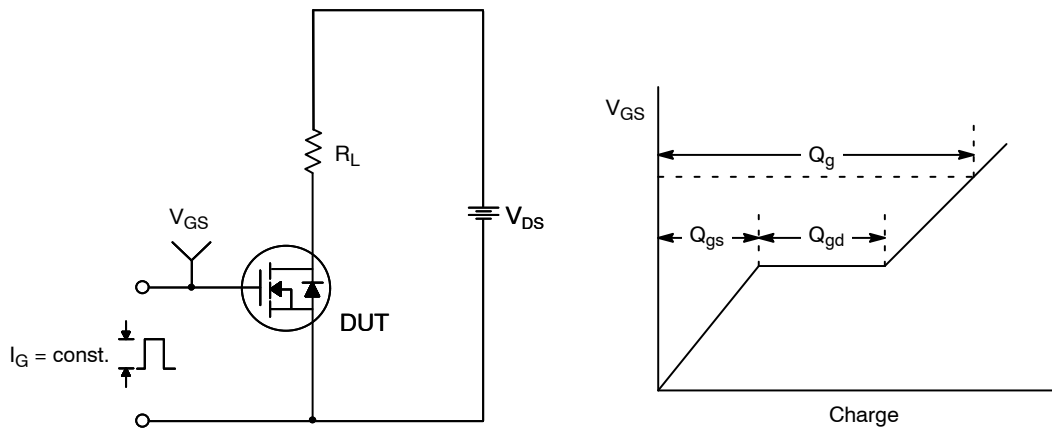 R_L
V_DS
V_GS
DUT
I_G = const.
V_GS
Q_g
Q_gs
Q_gd
Charge